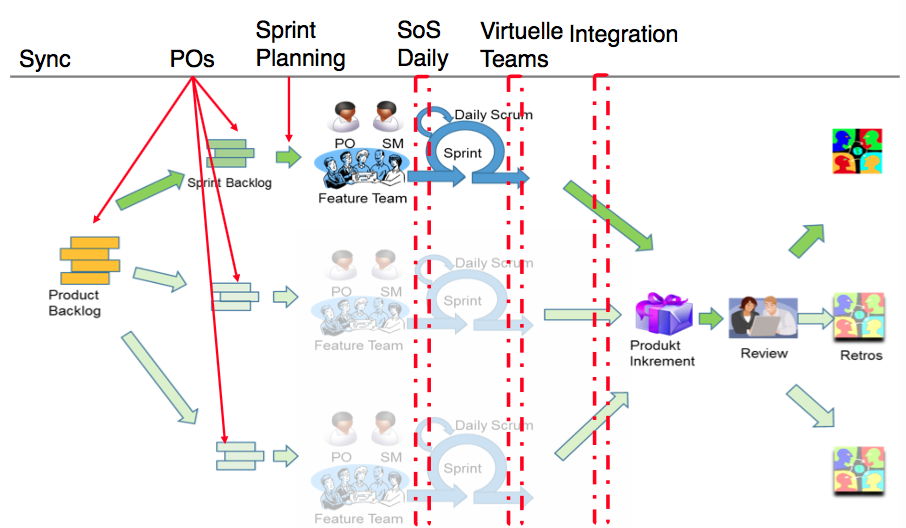 Sync
POs
Sprint
Planning
SoS
Daily
Virtuelle
Teams
Integration
PO
SM
Daily Scrum
Sprint
Sprint Backlog
Feature Team
Product
Backlog
PO
SM
Daily Scrum
Sprint
Feature Team
Produkt
Inkrement
Review
Retros
PO
SM
Daily Scrum
Sprint
Feature Team